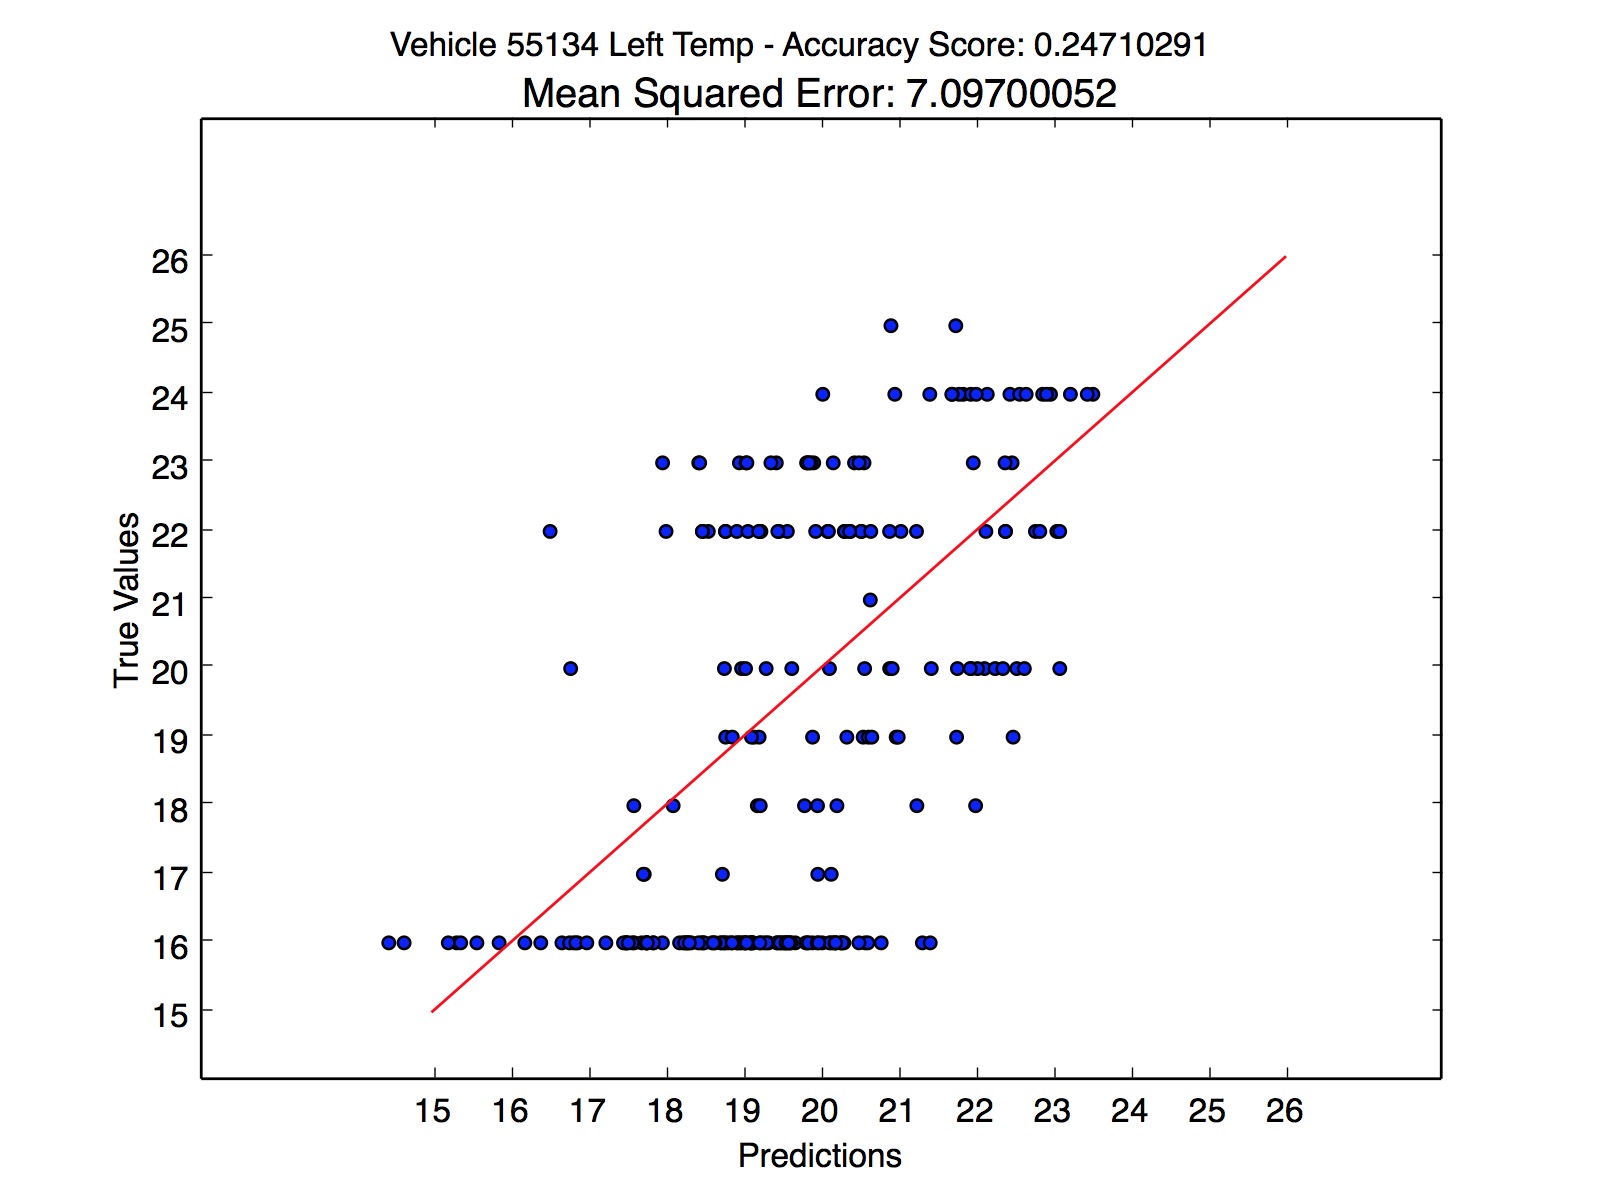 Vehicle 55134 Left Temp - Accuracy Score: 0.24710291
Mean Squared Error: 7.09700052
26
25
24
23
22
21
20
19
18
17
16
15
True Values
15 16 17 18 19 20 21 22 23 24 25 26
Predictions